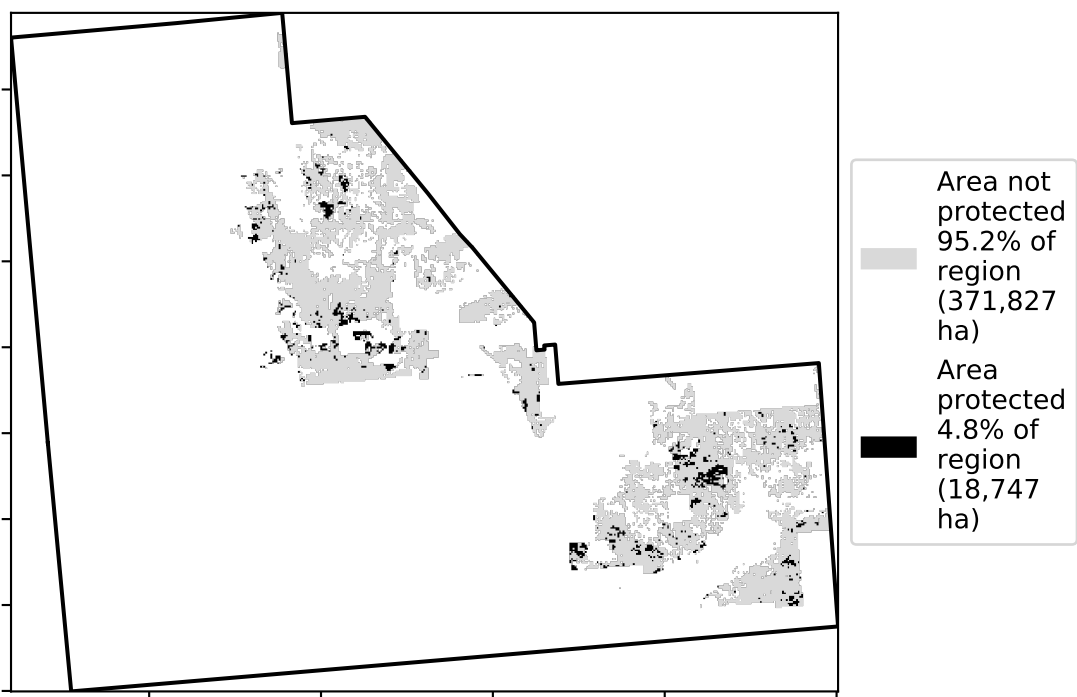 Area not
protected
95.2% of
region
(371,827
ha)
Area
protected
4.8% of
region
(18,747
ha)